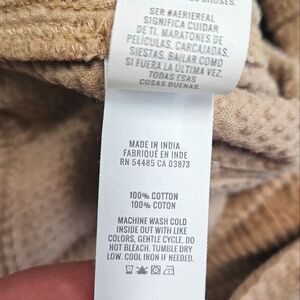 SER #AERIEREAL
SIGNIFICA CUIDAR
DE TI. MARATONES DE
PELÍCULAS, CARCAJADAS,
SIESTAS, BAILAR COMO
SI FUERA LA ÚLTIMA VEZ.
TODAS ESAS
COSAS BUENAS.
MADE IN INDIA
FABRIQUÉ EN INDE
RN 54485 CA 03873
100% COTTON
100% COTON
MACHINE WASH COLD
INSIDE OUT WITH LIKE
COLORS, GENTLE CYCLE. DO
NOT BLEACH. TUMBLE DRY
LOW. COOL IRON IF NEEDED.